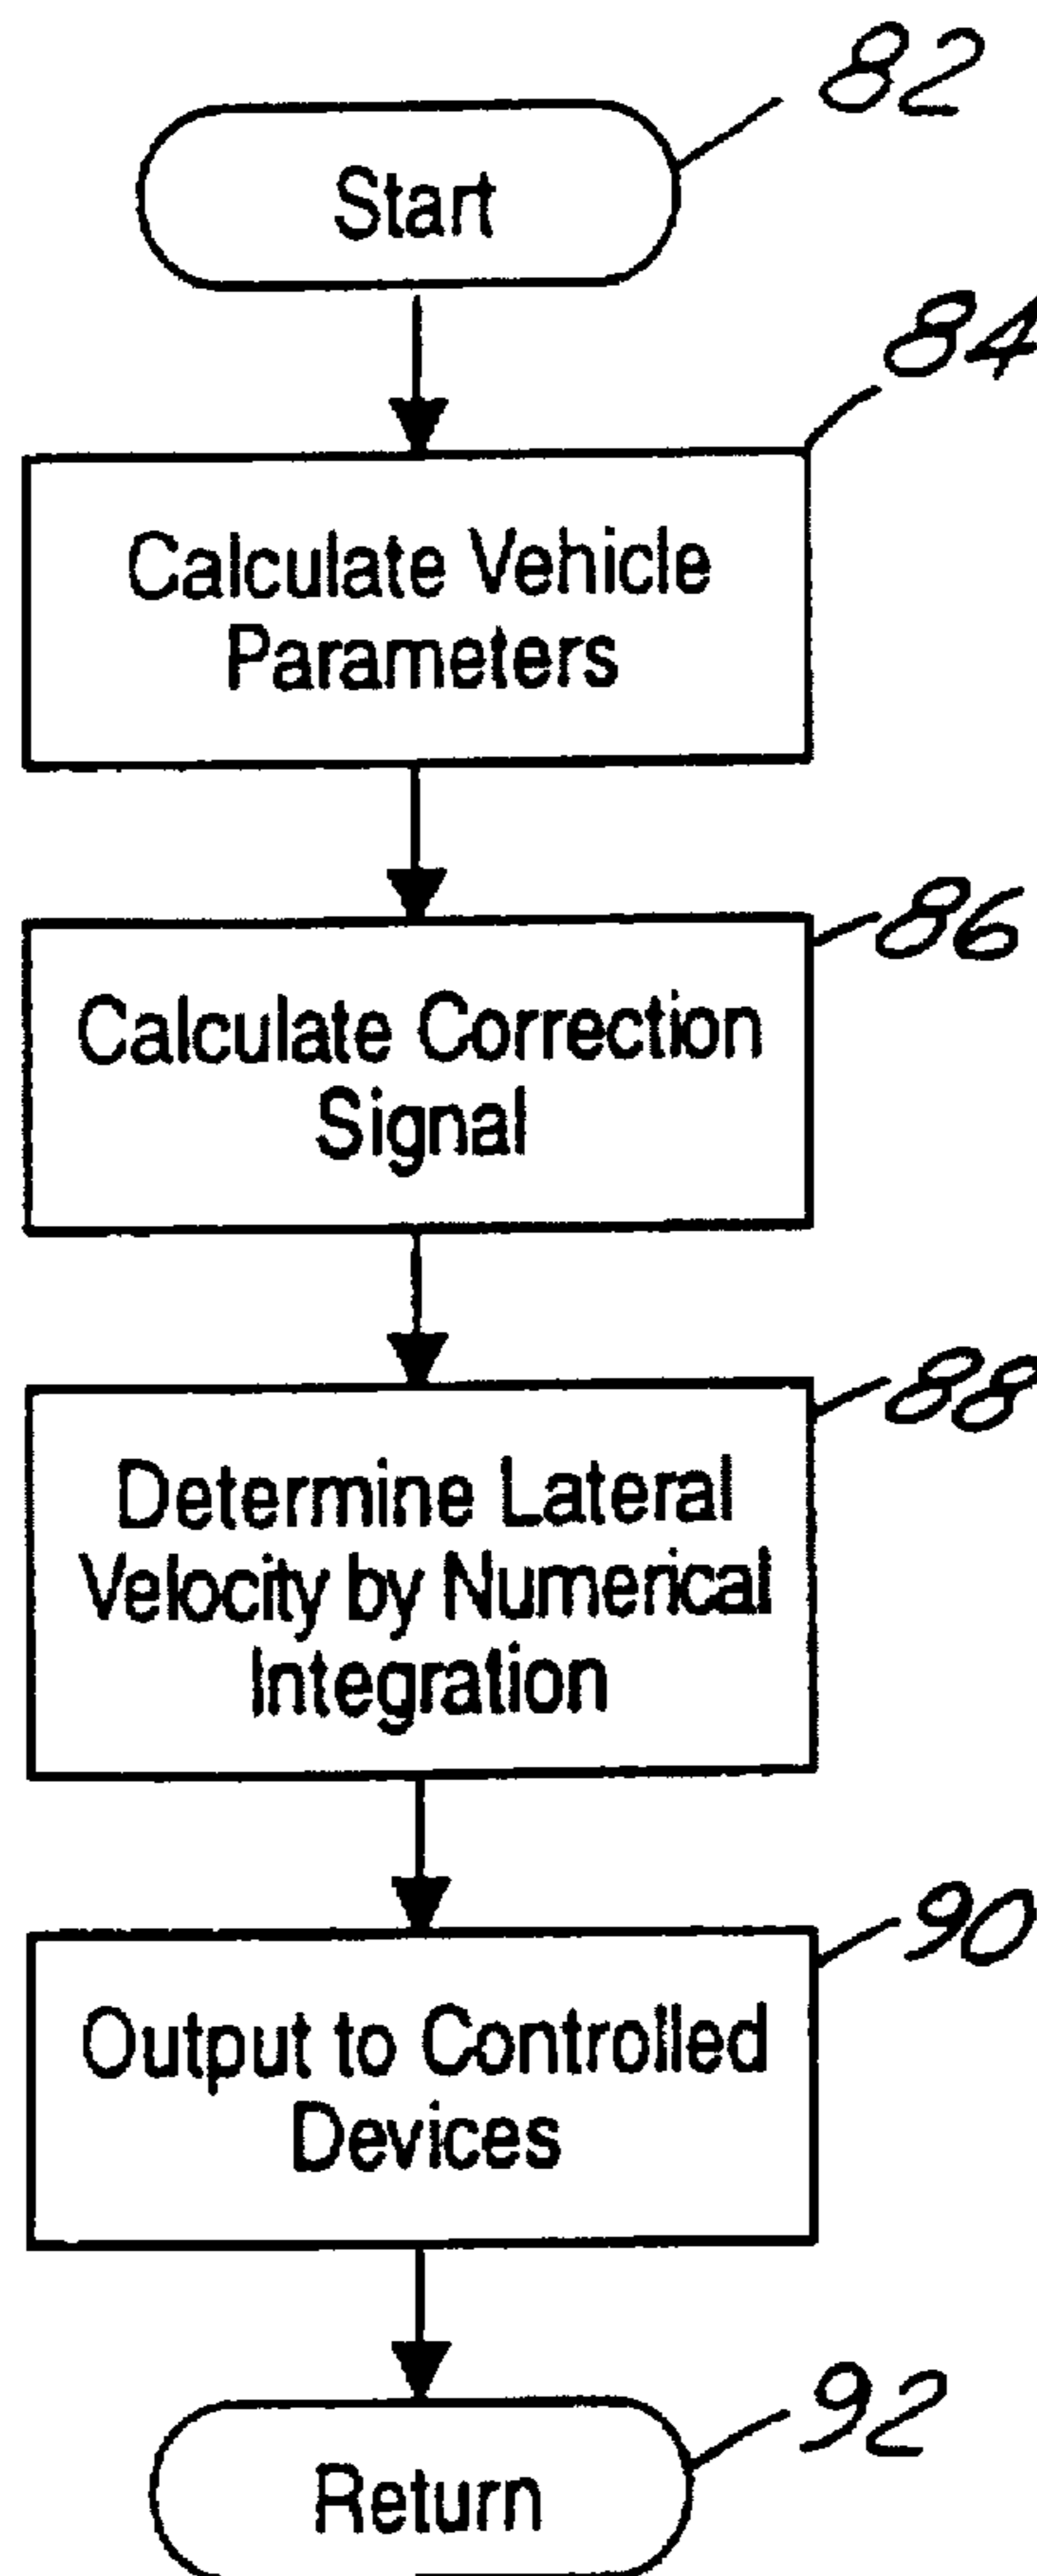 82
Start
84
Calculate Vehicle
Parameters
86
Calculate Correction
Signal
88
Determine Lateral
Velocity by Numerical
Integration
90
Output to Controlled
Devices
92
Return